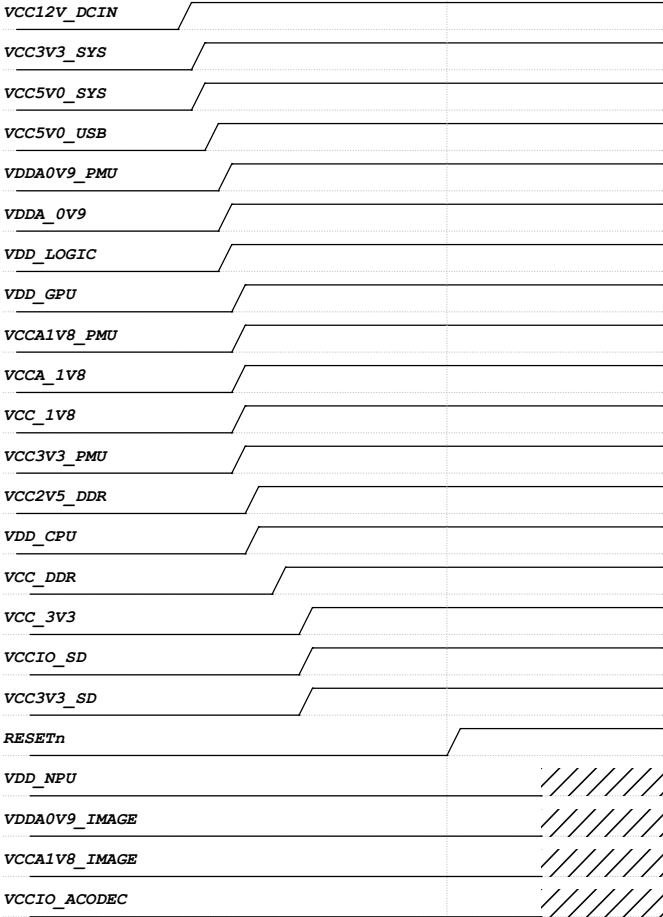 VCC12V_DCIN
VCC3V3_SYS
VCC5V0_SYS
VCC5V0_USB
VDDA0V9_PMU
VDDA_0V9
VDD_LOGIC
VDD_GPU
VCCA1V8_PMU
VCCA_1V8
VCC_1V8
VCC3V3_PMU
VCC2V5_DDR
VDD_CPU
VCC_DDR
VCC_3V3
VCCIO_SD
VCC3V3_SD
RESETn
VDD_NPU
VDDA0V9_IMAGE
VCCA1V8_IMAGE
VCCIO_ACODEC